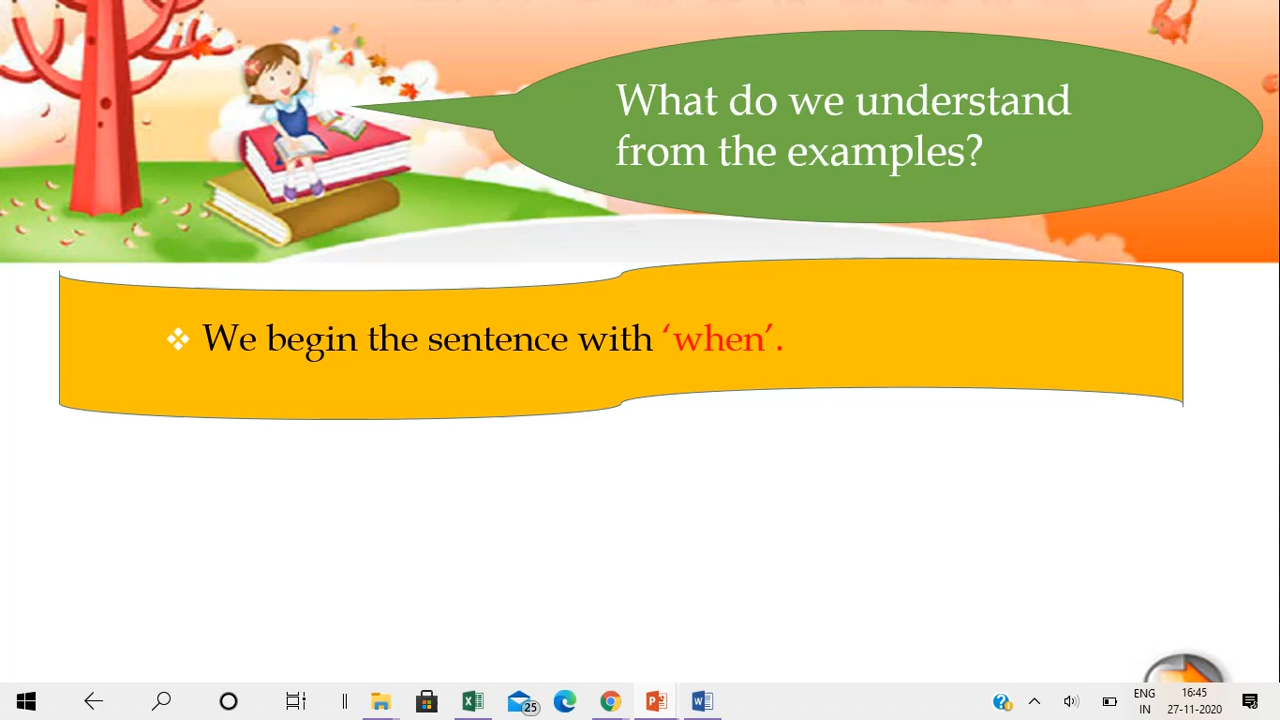 What do we understand
from the examples?
❖ We begin the sentence with ‘when’.
25
ENG
IN
16:45
27-11-2020